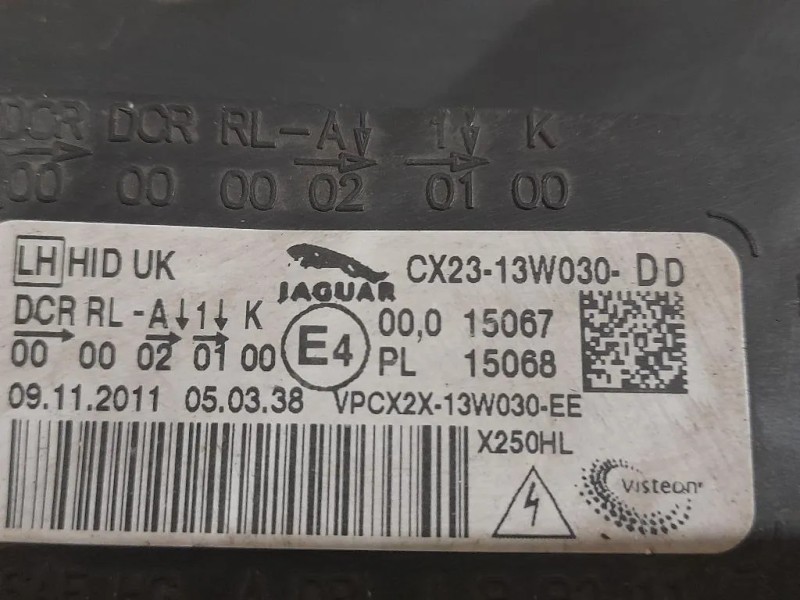 DCR DCR RL-A 1 K
00 00 00 02 01 00
LH HID UK
JAGUAR
CX23-13W030-DD
DCR RL-A↓1↓ K
00 00 02 01 00
E4
00,0 15067
PL 15068
09.11.2011 05.03.38 VPCX2X-13W030-EE
X250HL
Visteon